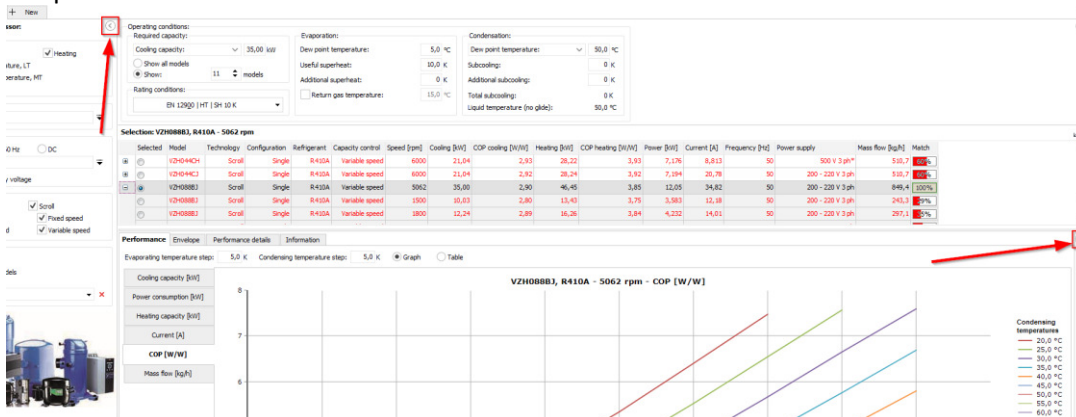 + New
ssor:
Heating
ature, LT
perature, MT
60 Hz DC
y voltage
Scroll
Fixed speed
d Variable speed
dels
Operating conditions:
Required capacity:
Cooling capacity: 35,00 kW
Show all models
Show: 11 models
Rating conditions:
EN 12900 | HT | SH 10 K
Evaporation:
Dew point temperature: 5,0 °C
Useful superheat: 10,0 K
Additional superheat: 0 K
Return gas temperature: 15,0 °C
Condensation:
Dew point temperature: 50,0 °C
Subcooling: 0 K
Additional subcooling: 0 K
Total subcooling: 0 K
Liquid temperature (no glide): 50,0 °C
Selection: VZH088BJ, R410A - 5062 rpm
Selected Model Technology Configuration Refrigerant Capacity control Speed [rpm] Cooling [kW] COP cooling [W/W] Heating [kW] COP heating [W/W] Power [kW] Current [A] Frequency [Hz] Power supply Mass flow [kg/h] Match
VZH044CH Scroll Single R410A Variable speed 6000 21,04 2,93 28,22 3,93 7,176 8,813 50 500 V 3 ph* 510,7 60%
VZH044CJ Scroll Single R410A Variable speed 6000 21,04 2,92 28,24 3,92 7,194 20,78 50 200 - 220 V 3 ph 510,7 60%
VZH088BJ Scroll Single R410A Variable speed 5062 35,00 2,90 46,45 3,85 12,05 34,82 50 200 - 220 V 3 ph 849,4 100%
VZH088BJ Scroll Single R410A Variable speed 1500 10,03 2,80 13,43 3,75 3,583 12,18 50 200 - 220 V 3 ph 243,3 29%
VZH088BJ Scroll Single R410A Variable speed 1800 12,24 2,89 16,26 3,84 4,232 14,01 50 200 - 220 V 3 ph 297,1 35%
Performance Envelope Performance details Information
Evaporating temperature step: 5,0 K Condensing temperature step: 5,0 K Graph Table
Cooling capacity [kW]
Power consumption [kW]
Heating capacity [kW]
Current [A]
COP [W/W]
Mass flow [kg/h]
VZH088BJ, R410A - 5062 rpm - COP [W/W]
8
7
6
Condensing
temperatures
20,0 °C
25,0 °C
30,0 °C
35,0 °C
40,0 °C
45,0 °C
50,0 °C
55,0 °C
60,0 °C